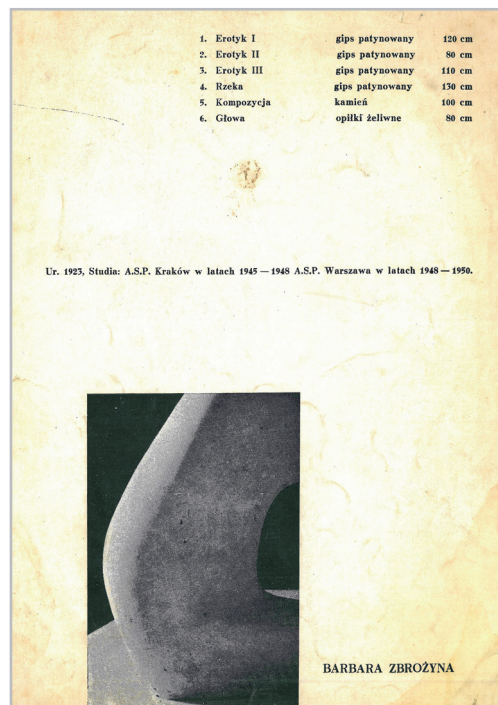 1. Erotyk I gips patynowany 120 cm
2. Erotyk II gips patynowany 80 cm
3. Erotyk III gips patynowany 110 cm
4. Rzeka gips patynowany 130 cm
5. Kompozycja kamień 100 cm
6. Głowa opiłki żeliwne 80 cm
Ur. 1923, Studia: A.S.P. Kraków w latach 1945 — 1948 A.S.P. Warszawa w latach 1948 — 1950.
BARBARA ZBROŻYNA